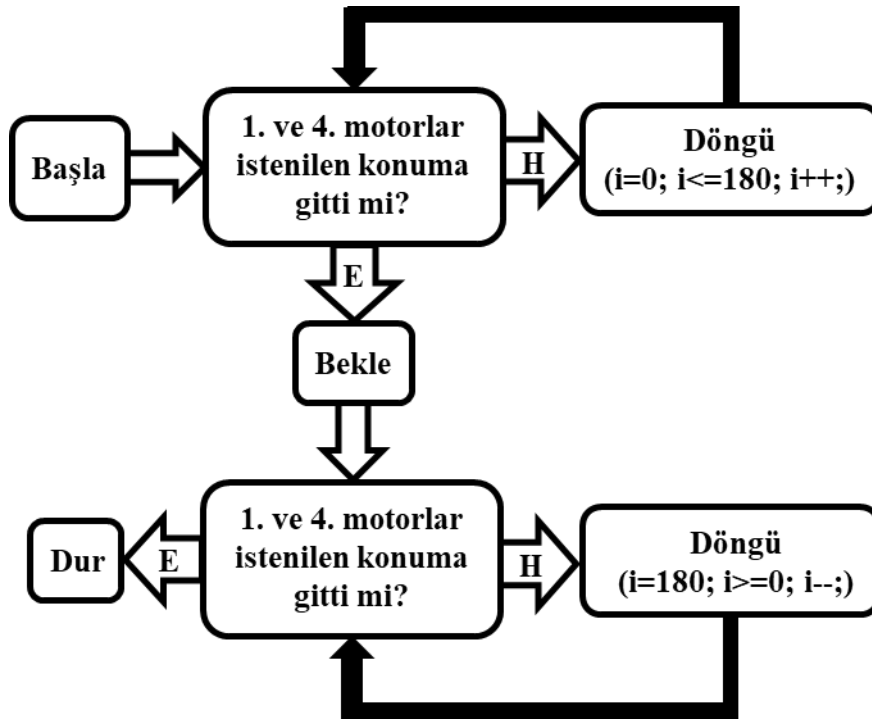 Başla
1. ve 4. motorlar
istenilen konuma
gitti mi?
H
Döngü
(i=0; i<=180; i++;)
E
Bekle
1. ve 4. motorlar
istenilen konuma
gitti mi?
E
Dur
H
Döngü
(i=180; i>=0; i--;)